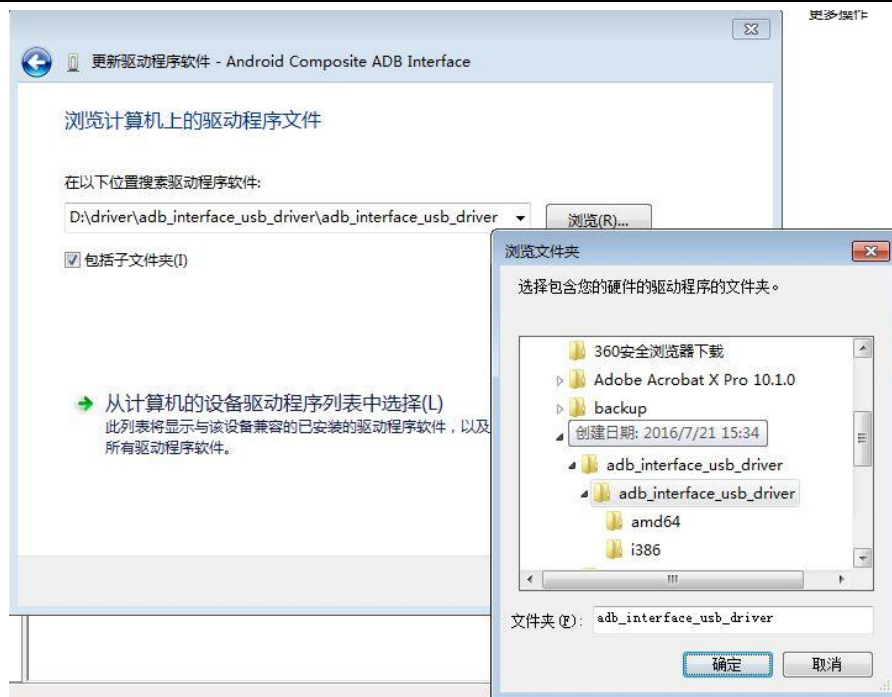 更多操作
更新驱动程序软件 - Android Composite ADB Interface
浏览计算机上的驱动程序文件
在以下位置搜索驱动程序软件:
D:\driver\adb_interface_usb_driver\adb_interface_usb_driver
浏览(R)...
包括子文件夹(I)
从计算机的设备驱动程序列表中选择(L)
此列表将显示与该设备兼容的已安装的驱动程序软件，以及
所有驱动程序软件。
浏览文件夹
选择包含您的硬件的驱动程序的文件夹。
360安全浏览器下载
Adobe Acrobat X Pro 10.1.0
backup
创建日期: 2016/7/21 15:34
adb_interface_usb_driver
adb_interface_usb_driver
amd64
i386
文件夹(F):
adb_interface_usb_driver
确定
取消